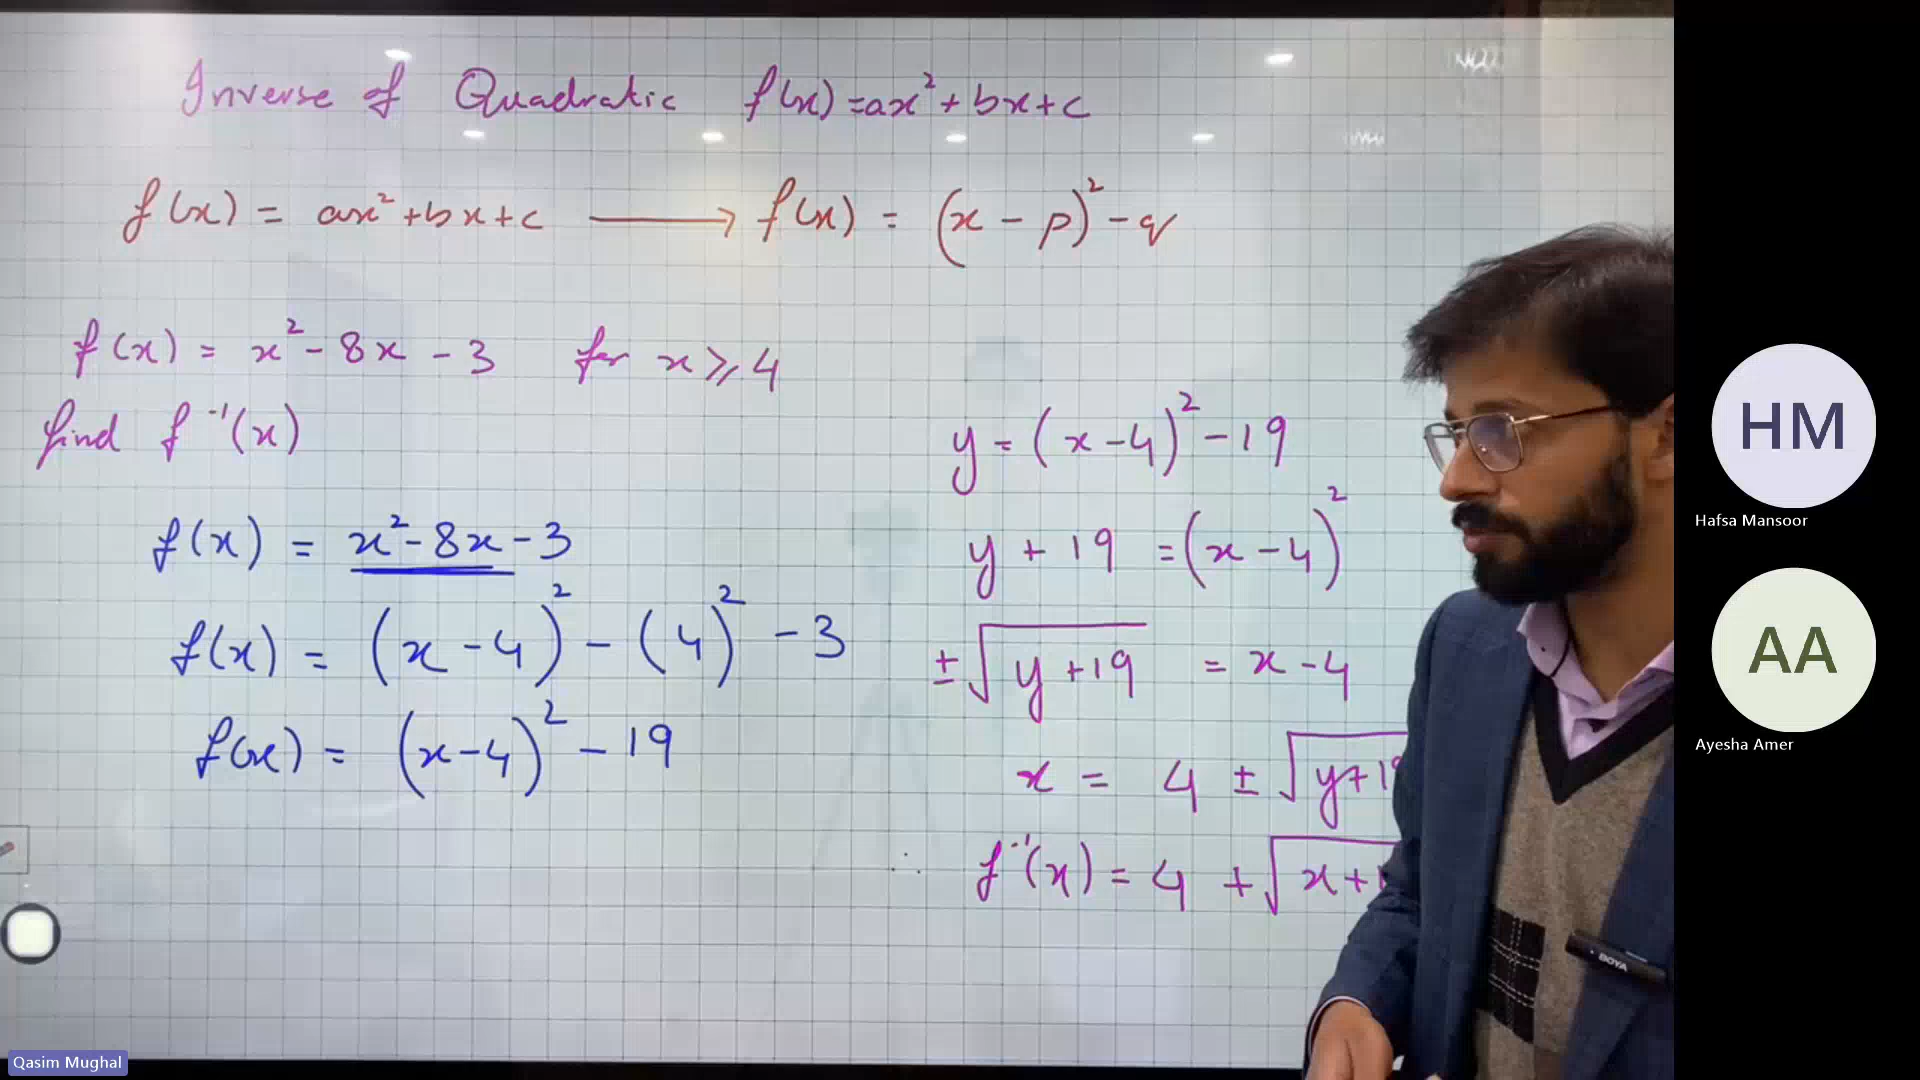 Inverse of Quadratic f(x)=ax²+bx+c
f(x) = ax²+bx+c ⟶ f(x) = (x-p)²-q
f(x) = x²-8x-3 for x⩾4
find f⁻¹(x)
f(x) = x²-8x-3
f(x) = (x-4)²-(4)²-3
f(x) = (x-4)²-19
y=(x-4)²-19
y+19=(x-4)²
±√(y+19) = x-4
x = 4 ± √y+19
∴ f⁻¹(x) = 4 + √x+1
BOYA
HM
Hafsa Mansoor
AA
Ayesha Amer
Qasim Mughal